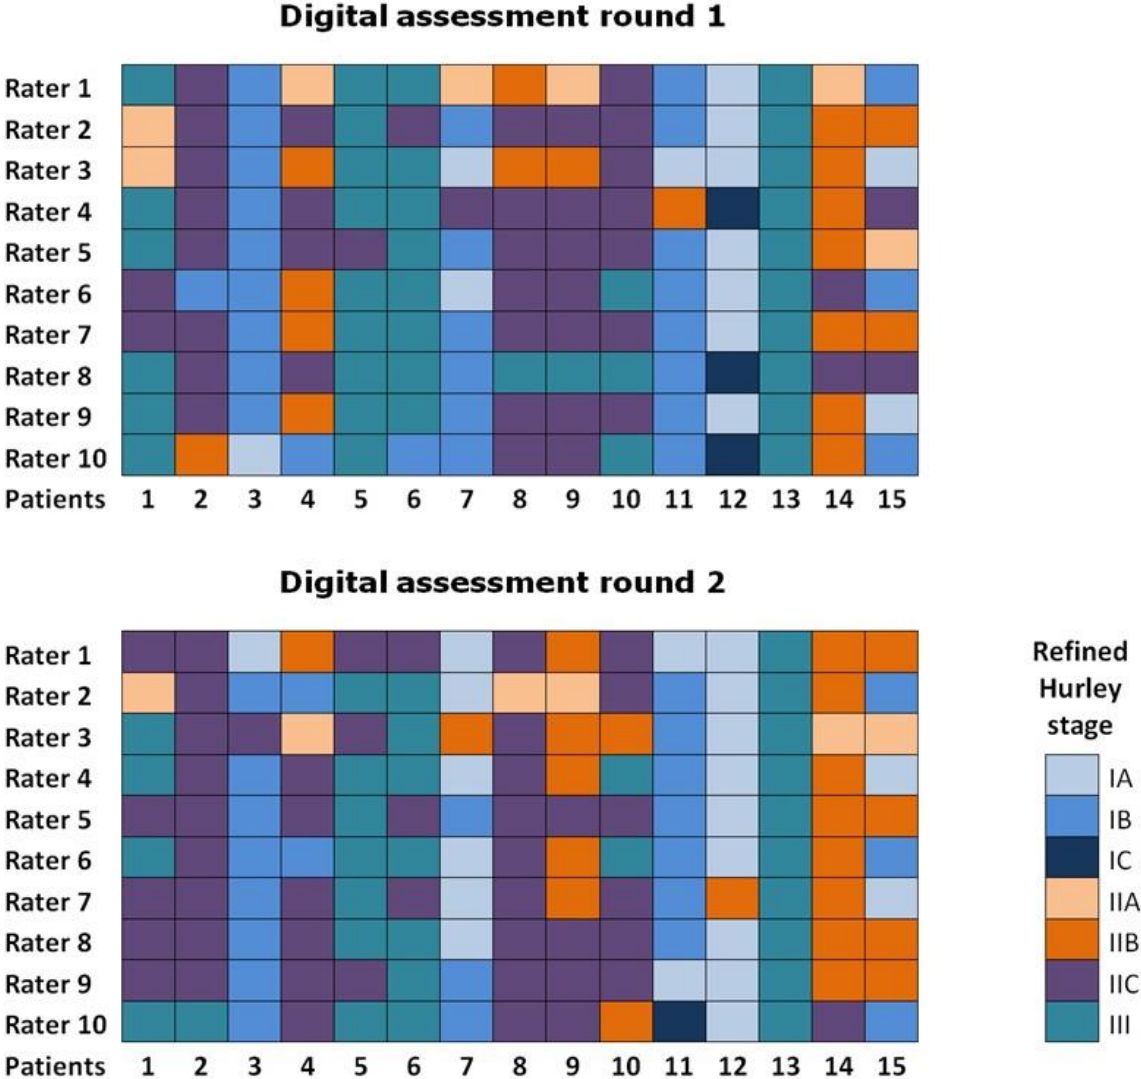 Digital assessment round 1
Rater 1
Rater 2
Rater 3
Rater 4
Rater 5
Rater 6
Rater 7
Rater 8
Rater 9
Rater 10
Patients 1 2 3 4 5 6 7 8 9 10 11 12 13 14 15
Digital assessment round 2
Rater 1
Rater 2
Rater 3
Rater 4
Rater 5
Rater 6
Rater 7
Rater 8
Rater 9
Rater 10
Patients 1 2 3 4 5 6 7 8 9 10 11 12 13 14 15
Refined
Hurley
stage
IA
IB
IC
IIA
IIB
IIC
III